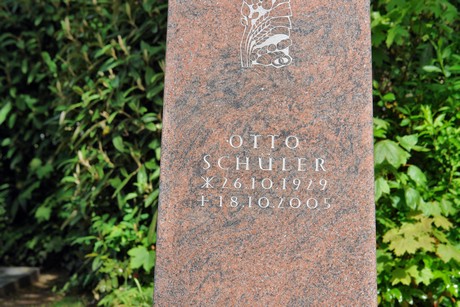 OTTO
SCHULER
* 26.10.1929
† 18.10.2005